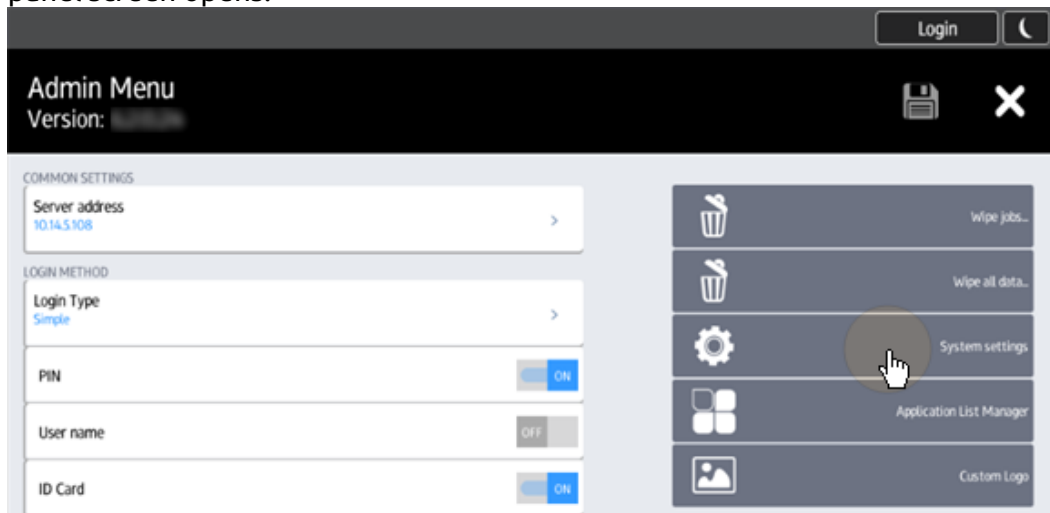 Login
Admin Menu
Version:
COMMON SETTINGS
Server address
10.14.5.108
LOGIN METHOD
Login Type
Simple
PIN
ON
User name
OFF
ID Card
ON
Wipe jobs...
Wipe all data...
System settings
Application List Manager
Custom Logo